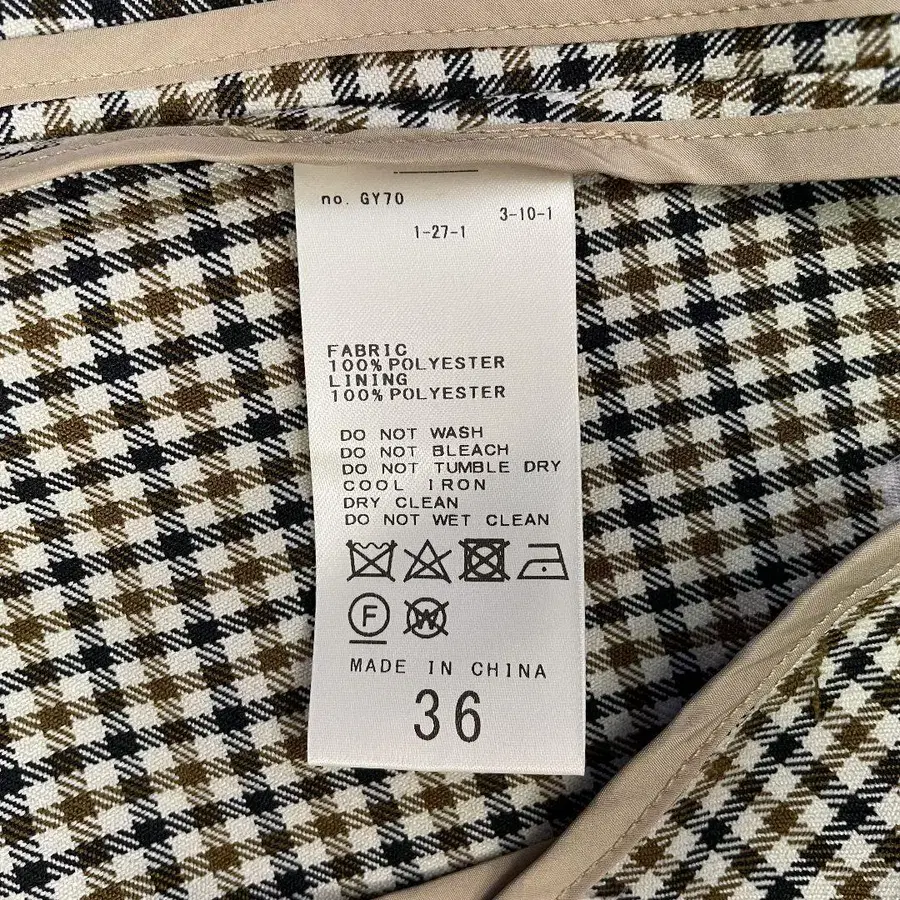 no. GY70
3-10-1
1-27-1
FABRIC
100% POLYESTER
LINING
100% POLYESTER
DO NOT WASH
DO NOT BLEACH
DO NOT TUMBLE DRY
COOL IRON
DRY CLEAN
DO NOT WET CLEAN
F W
MADE IN CHINA
36